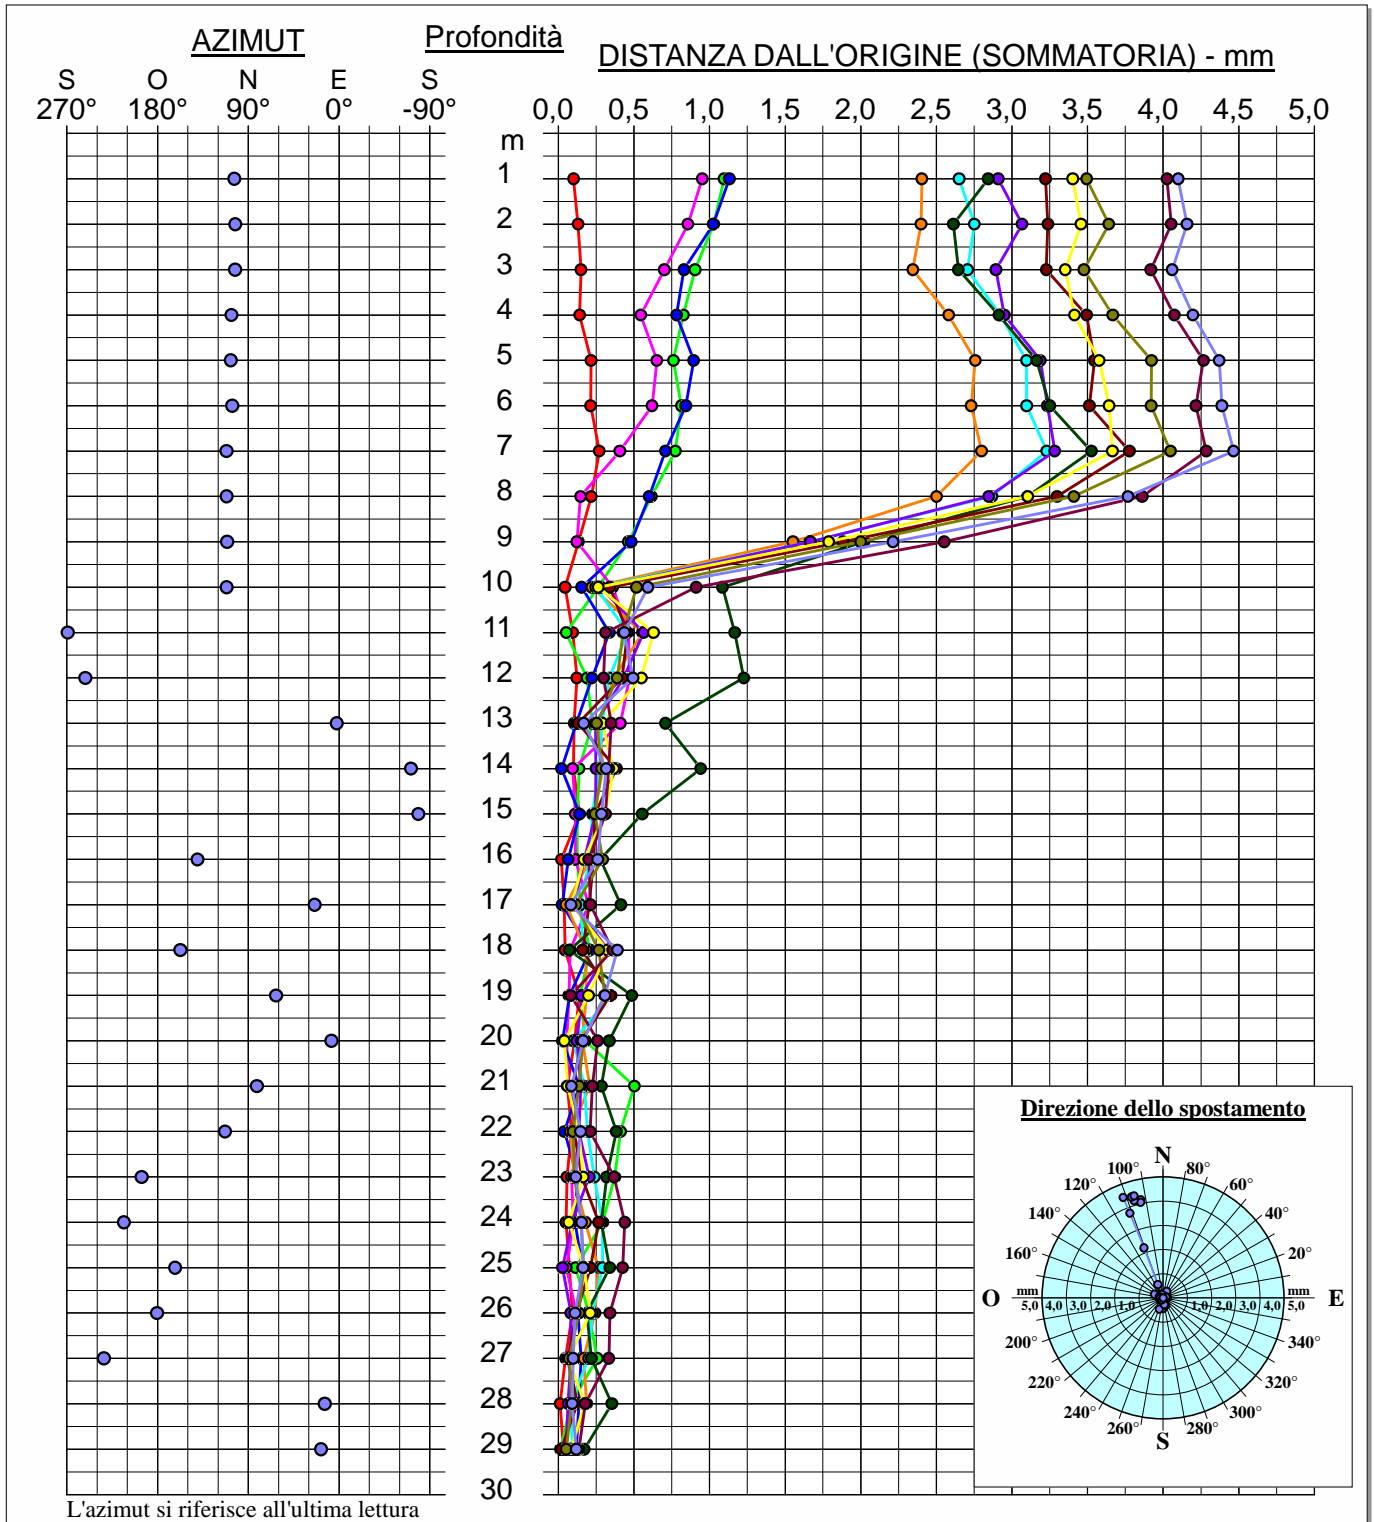 AZIMUT
Profondità
DISTANZA DALL'ORIGINE (SOMMATORIA) - mm
S O N E S
270° 180° 90° 0° -90°
0,0 0,5 1,0 1,5 2,0 2,5 3,0 3,5 4,0 4,5 5,0
m
1
2
3
4
5
6
7
8
9
10
11
12
13
14
15
16
17
18
19
20
21
22
23
24
25
26
27
28
29
30
L'azimut si riferisce all'ultima lettura
Direzione dello spostamento
N
100° 80°
120° 60°
140° 40°
160° 20°
O mm mm E
5,0 4,0 3,0 2,0 1,0 1,0 2,0 3,0 4,0 5,0
200° 340°
220° 320°
240° 300°
260° 280°
S